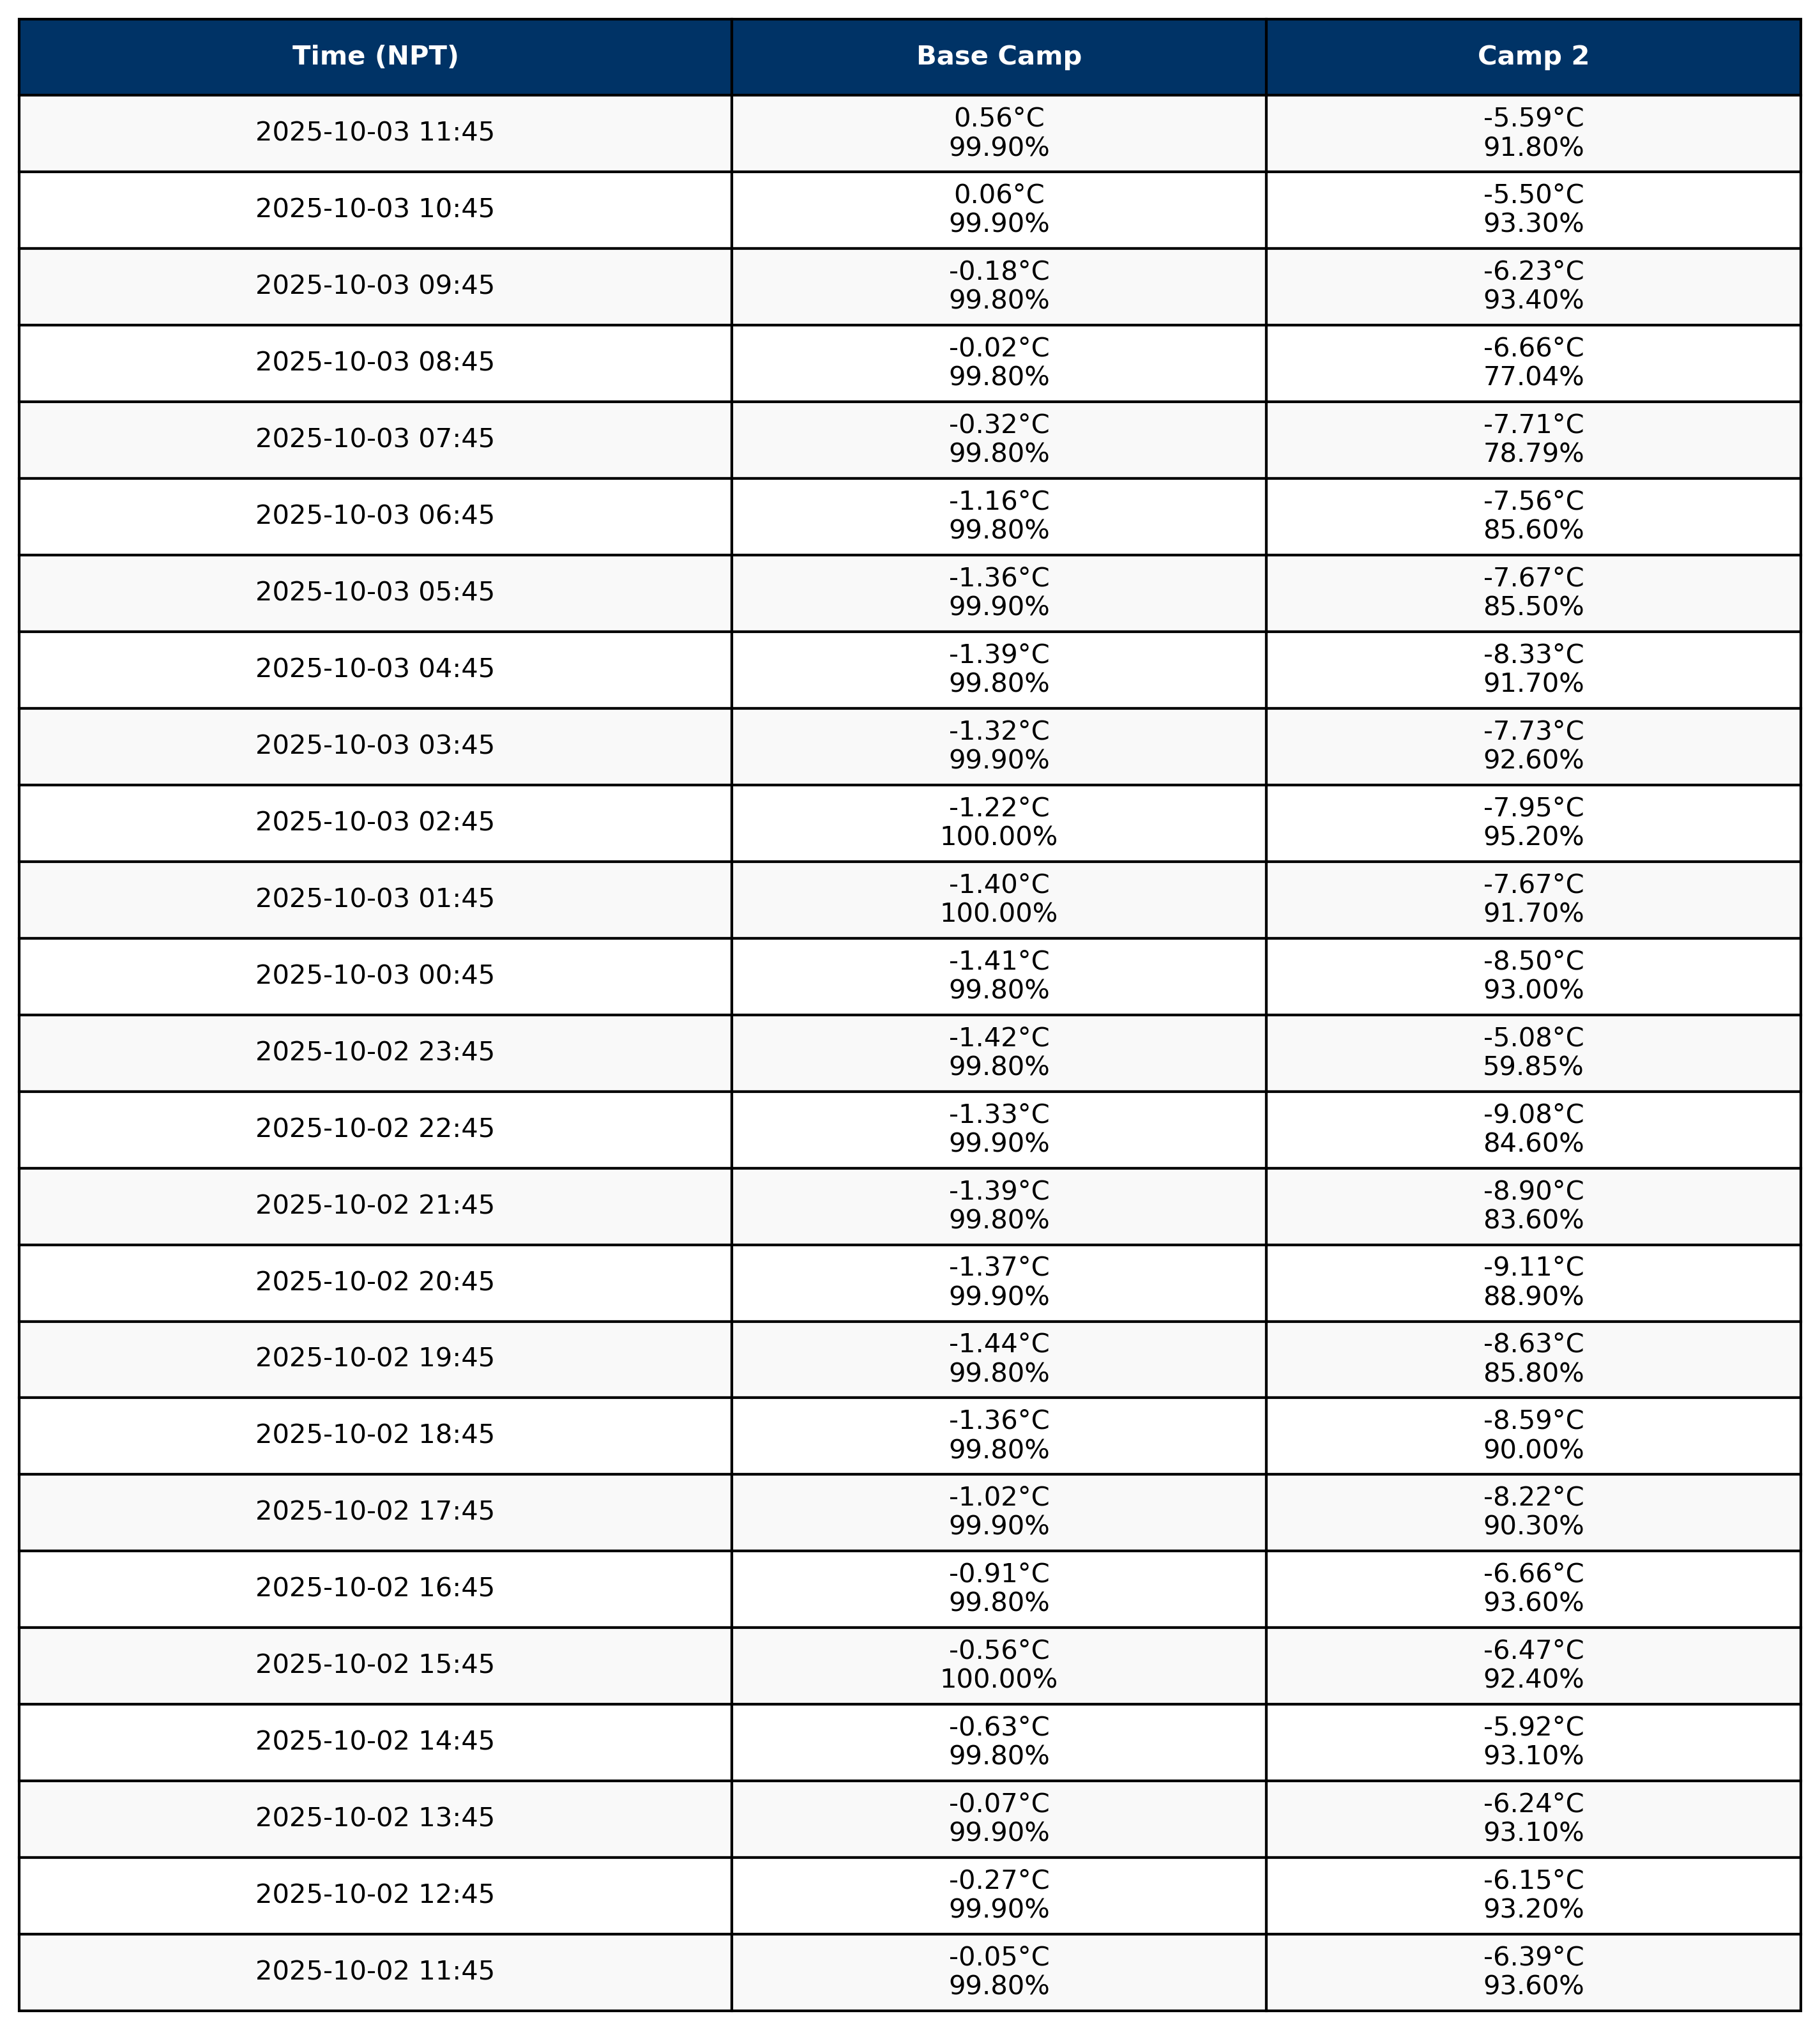 Time (NPT) Base Camp Camp 2
2025-10-03 11:45 0.56°C -5.59°C
99.90% 91.80%
2025-10-03 10:45 0.06°C -5.50°C
99.90% 93.30%
2025-10-03 09:45 -0.18°C -6.23°C
99.80% 93.40%
2025-10-03 08:45 -0.02°C -6.66°C
99.80% 77.04%
2025-10-03 07:45 -0.32°C -7.71°C
99.80% 78.79%
2025-10-03 06:45 -1.16°C -7.56°C
99.80% 85.60%
2025-10-03 05:45 -1.36°C -7.67°C
99.90% 85.50%
2025-10-03 04:45 -1.39°C -8.33°C
99.80% 91.70%
2025-10-03 03:45 -1.32°C -7.73°C
99.90% 92.60%
2025-10-03 02:45 -1.22°C -7.95°C
100.00% 95.20%
2025-10-03 01:45 -1.40°C -7.67°C
100.00% 91.70%
2025-10-03 00:45 -1.41°C -8.50°C
99.80% 93.00%
2025-10-02 23:45 -1.42°C -5.08°C
99.80% 59.85%
2025-10-02 22:45 -1.33°C -9.08°C
99.90% 84.60%
2025-10-02 21:45 -1.39°C -8.90°C
99.80% 83.60%
2025-10-02 20:45 -1.37°C -9.11°C
99.90% 88.90%
2025-10-02 19:45 -1.44°C -8.63°C
99.80% 85.80%
2025-10-02 18:45 -1.36°C -8.59°C
99.80% 90.00%
2025-10-02 17:45 -1.02°C -8.22°C
99.90% 90.30%
2025-10-02 16:45 -0.91°C -6.66°C
99.80% 93.60%
2025-10-02 15:45 -0.56°C -6.47°C
100.00% 92.40%
2025-10-02 14:45 -0.63°C -5.92°C
99.80% 93.10%
2025-10-02 13:45 -0.07°C -6.24°C
99.90% 93.10%
2025-10-02 12:45 -0.27°C -6.15°C
99.90% 93.20%
2025-10-02 11:45 -0.05°C -6.39°C
99.80% 93.60%